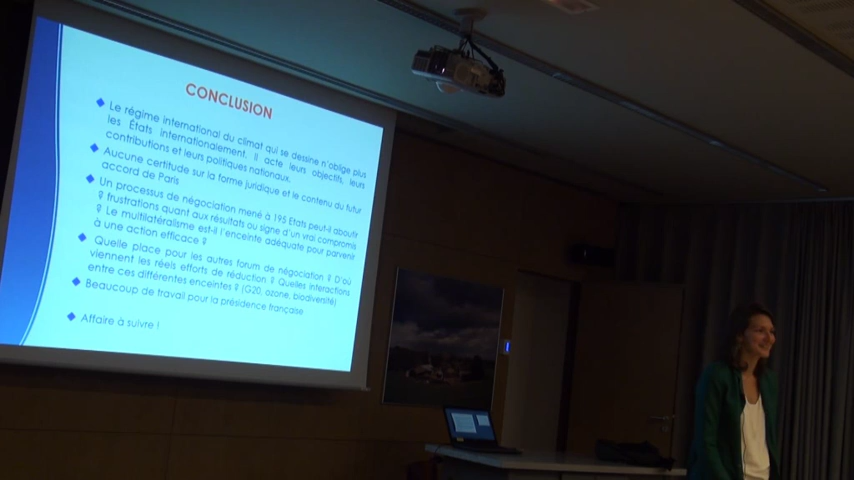 CONCLUSION
Le régime international du climat qui se dessine n'oblige plus
les États internationalement. Il acte leurs objectifs, leurs
contributions et leurs politiques nationaux.
Aucune certitude sur la forme juridique et le contenu du futur
accord de Paris
Un processus de négociation mené à 195 Etats peut-il aboutir
? frustrations quant aux résultats ou signe d'un vrai compromis
? Le multilatéralisme est-il l'enceinte adéquate pour parvenir
à une action efficace ?
Quelle place pour les autres forum de négociation ? D'où
viennent les réels efforts de réduction ? Quelles interactions
entre ces différentes enceintes ? (G20, ozone, biodiversité)
Beaucoup de travail pour la présidence française
Affaire à suivre !